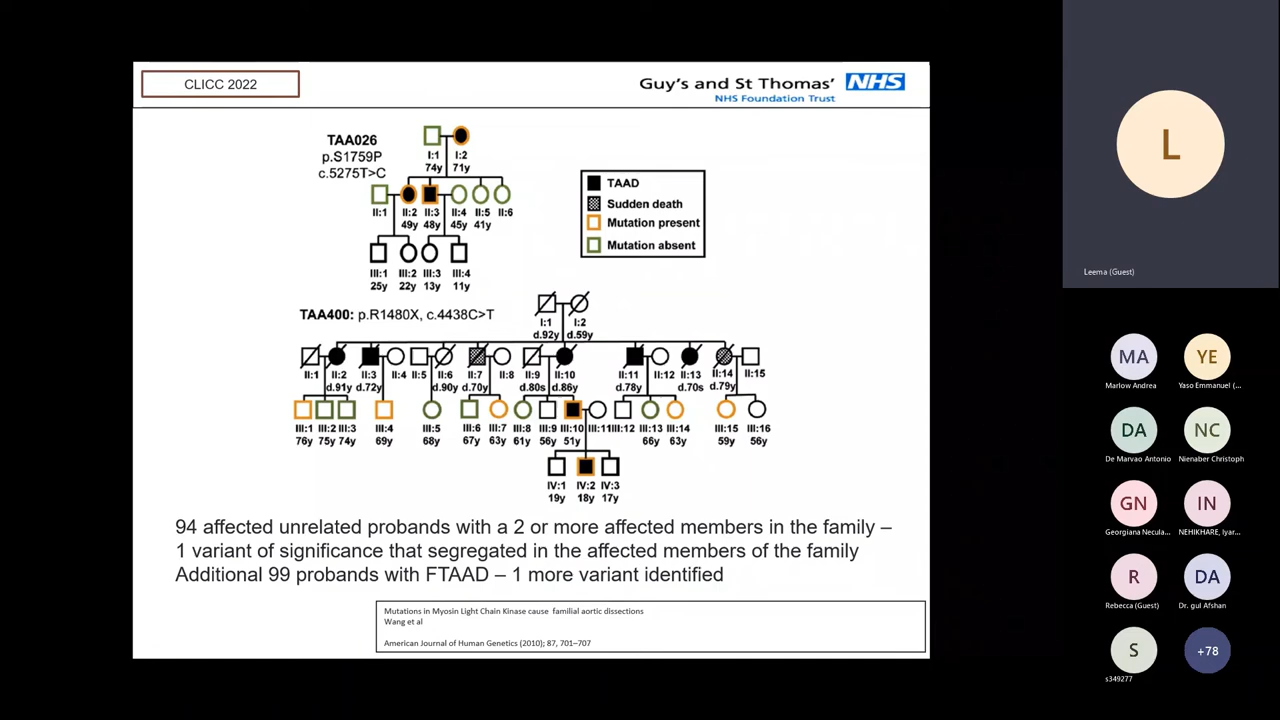 CLICC 2022
Guy's and St Thomas' NHS
NHS Foundation Trust
TAA026
p.S1759P
c.5275T>C
I:1 I:2
74y 71y
II:1 II:2 II:3 II:4 II:5 II:6
49y 48y 45y 41y
III:1 III:2 III:3 III:4
25y 22y 13y 11y
TAAD
Sudden death
Mutation present
Mutation absent
TAA400: p.R1480X, c.4438C>T
I:1 I:2
d.92y d.59y
II:1 II:2 II:3 II:4 II:5 II:6 II:7 II:8 II:9 II:10 II:11 II:12 II:13 II:14 II:15
d.91y d.72y d.90y d.70y d.80s d.86y d.78y d.70s d.79y
III:1 III:2 III:3 III:4 III:5 III:6 III:7 III:8 III:9 III:10 III:11 III:12 III:13 III:14 III:15 III:16
76y 75y 74y 69y 68y 67y 63y 61y 56y 51y 66y 63y 59y 56y
IV:1 IV:2 IV:3
19y 18y 17y
94 affected unrelated probands with a 2 or more affected members in the family –
1 variant of significance that segregated in the affected members of the family
Additional 99 probands with FTAAD – 1 more variant identified
Mutations in Myosin Light Chain Kinase cause familial aortic dissections
Wang et al
American Journal of Human Genetics (2010); 87, 701–707
L
Leema (Guest)
MA YE
Marlow Andrea Yaso Emmanuel (...
DA NC
De Marvao Antonio Nienaber Christoph
GN IN
Georgiana Necula... NEHIKHARE, Iyar...
R DA
Rebecca (Guest) Dr. gul Afshan
S +78
s349277